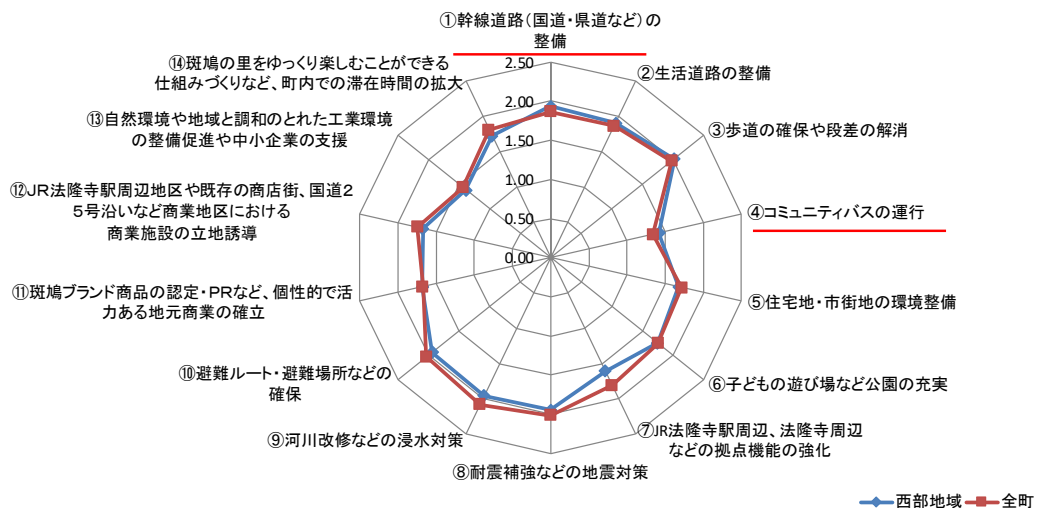 ①幹線道路(国道・県道など)の
整備
②生活道路の整備
③歩道の確保や段差の解消
④コミュニティバスの運行
⑤住宅地・市街地の環境整備
⑥子どもの遊び場など公園の充実
⑦JR法隆寺駅周辺、法隆寺周辺
などの拠点機能の強化
⑧耐震補強などの地震対策
⑨河川改修などの浸水対策
⑩避難ルート・避難場所などの
確保
⑪斑鳩ブランド商品の認定・PRなど、個性的で活
力ある地元商業の確立
⑫JR法隆寺駅周辺地区や既存の商店街、国道2
5号沿いなど商業地区における
商業施設の立地誘導
⑬自然環境や地域と調和のとれた工業環境
の整備促進や中小企業の支援
⑭斑鳩の里をゆっくり楽しむことができる
仕組みづくりなど、町内での滞在時間の拡大
2.50
2.00
1.50
1.00
0.50
0.00
西部地域 全町